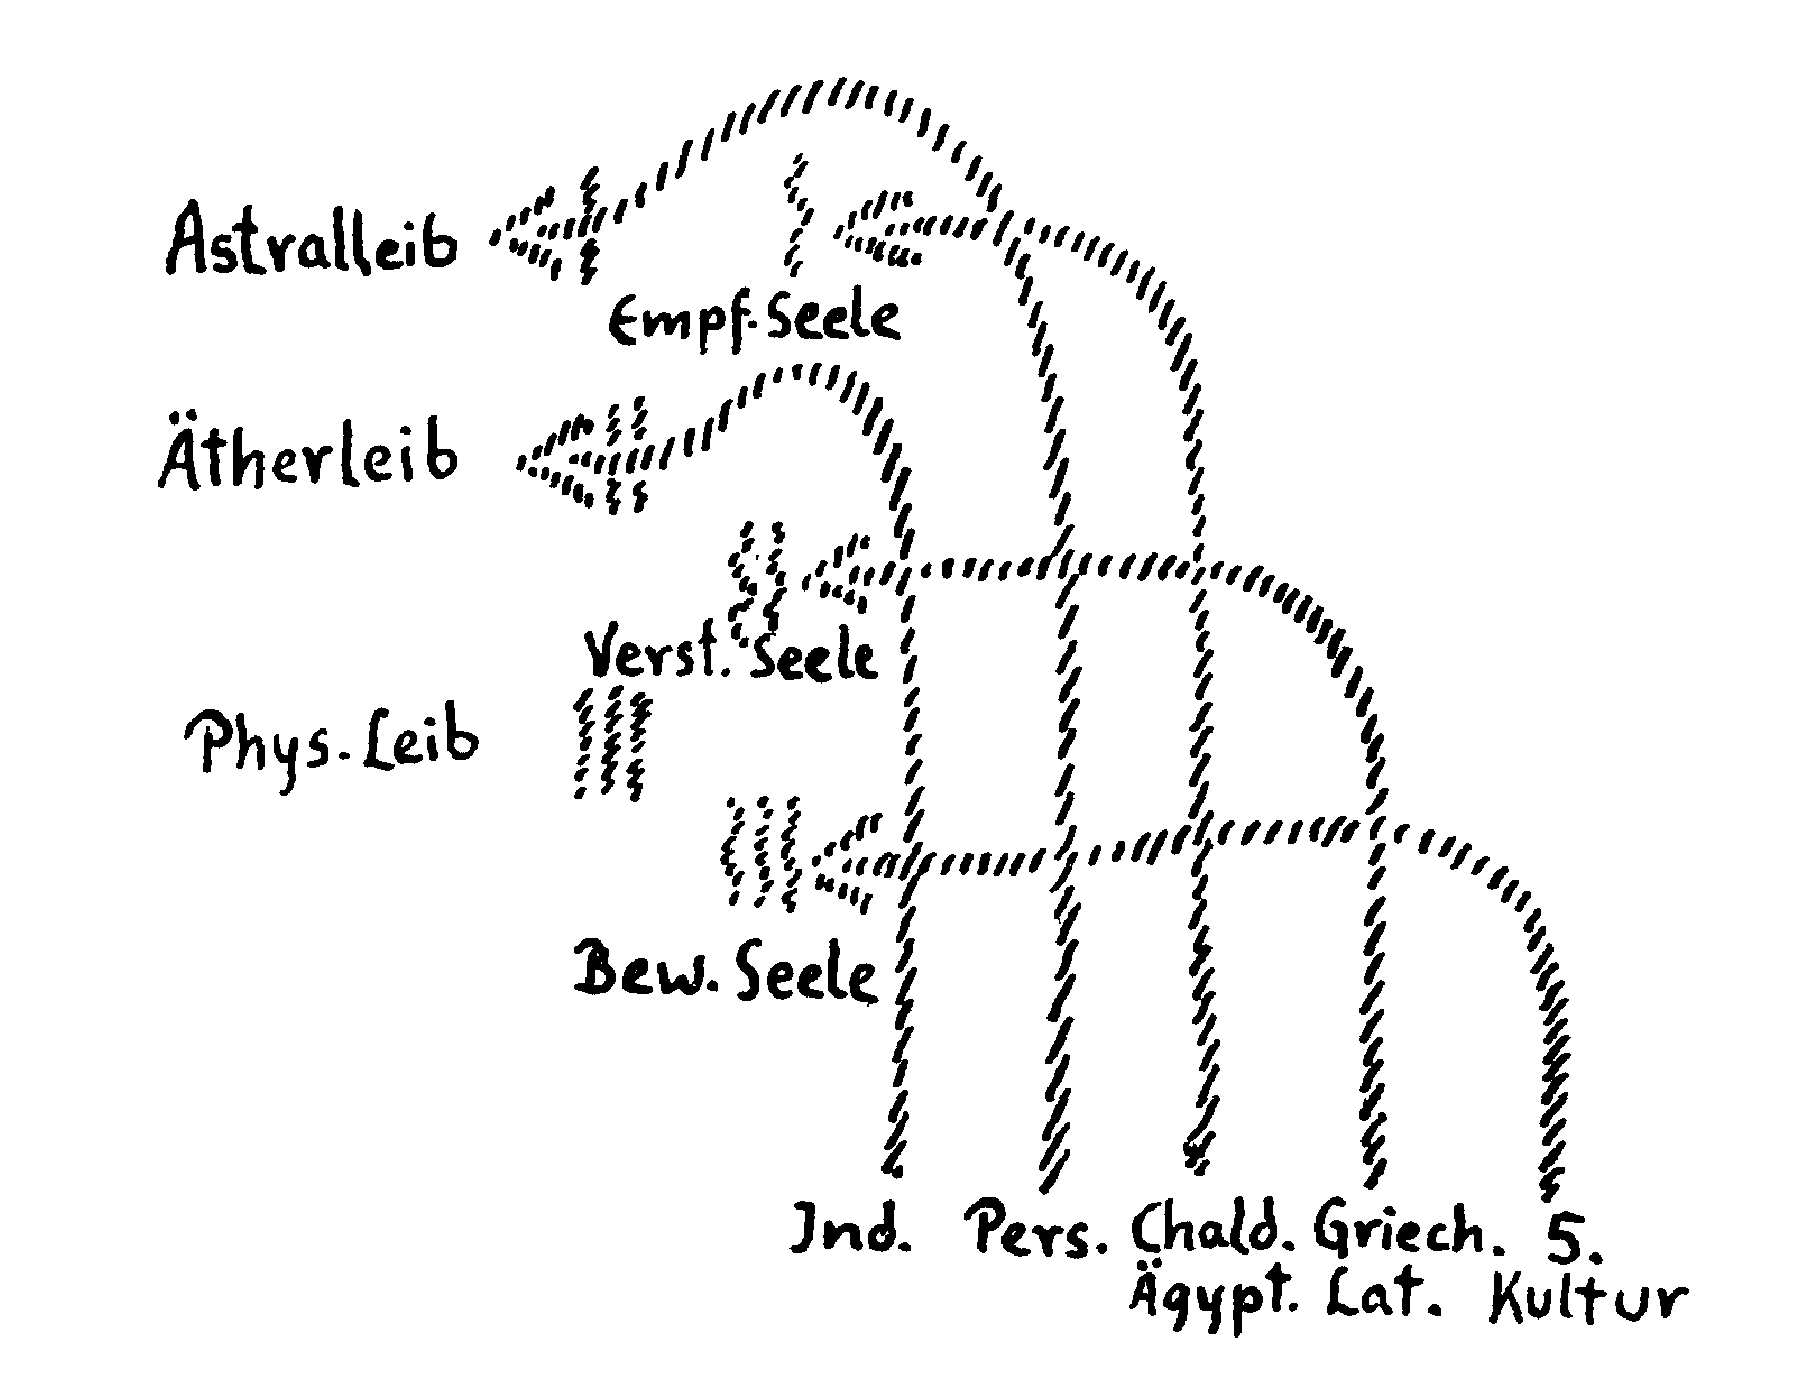 Astralleib
Empf. Seele
Ätherleib
Verst. Seele
Phys. Leib
Bew. Seele
Ind. Pers. Chald. Griech. 5.
Ägypt. Lat. Kultur